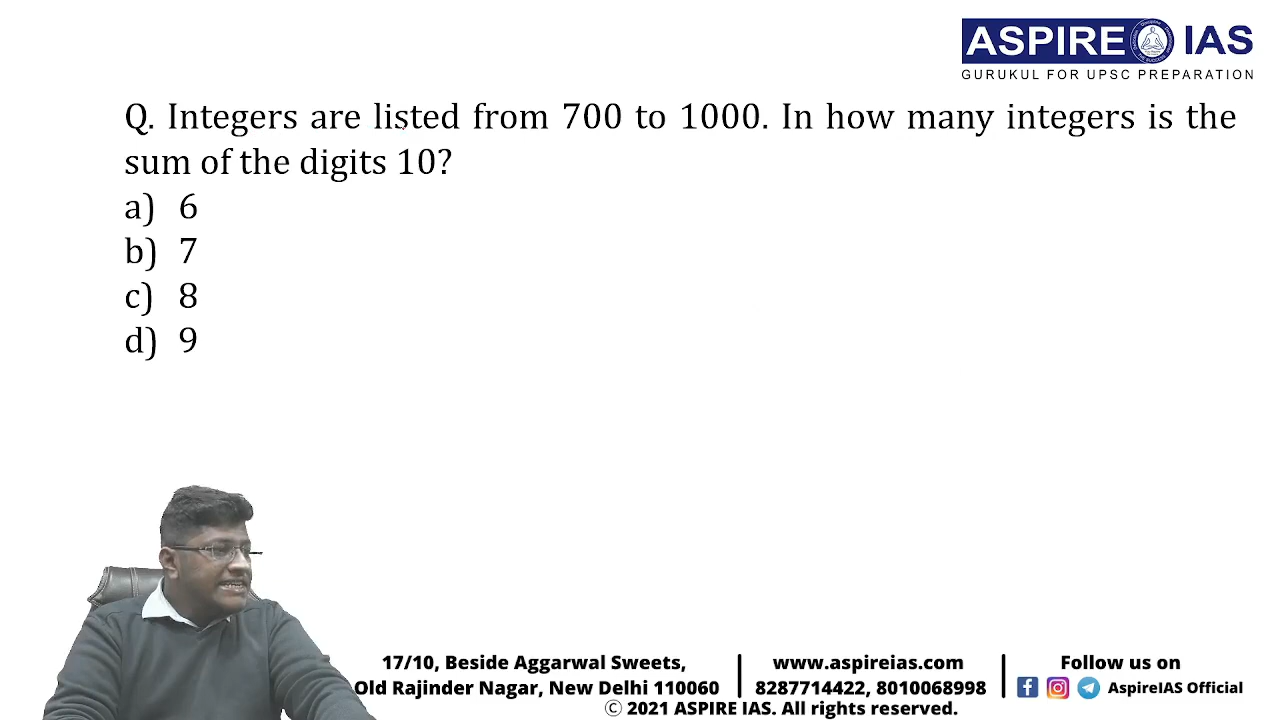 ASPIRE IAS
GURUKUL FOR UPSC PREPARATION
Q. Integers are listed from 700 to 1000. In how many integers is the
sum of the digits 10?
a) 6
b) 7
c) 8
d) 9
17/10, Beside Aggarwal Sweets,
Old Rajinder Nagar, New Delhi 110060
www.aspireias.com
8287714422, 8010068998
Follow us on
AspireIAS Official
Ⓒ 2021 ASPIRE IAS. All rights reserved.